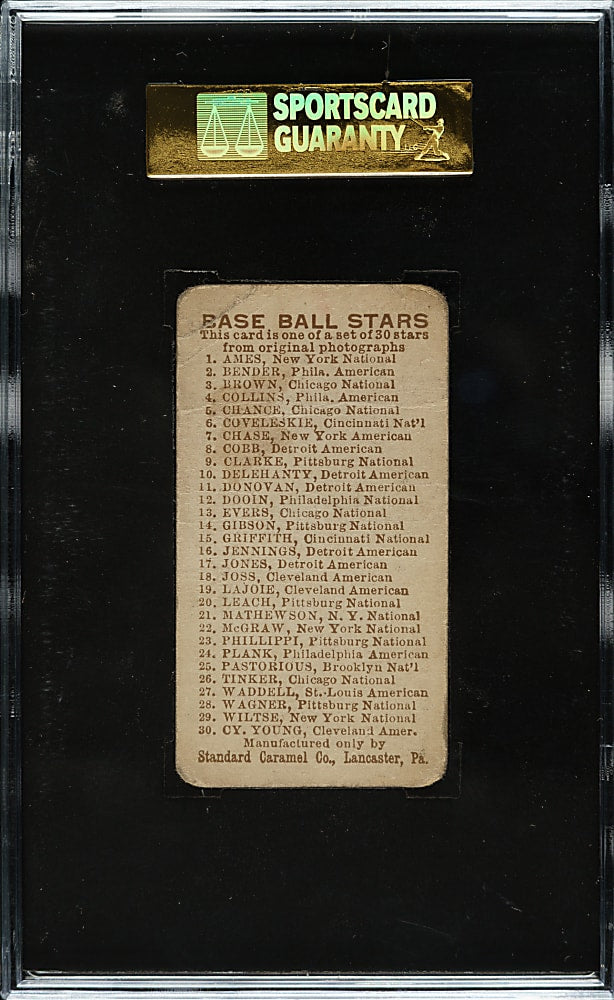 SPORTSCARD
GUARANTY
BASE BALL STARS
This card is one of a set of 30 stars
from original photographs
1. AMES, New York National
2. BENDER, Phila. American
3. BROWN, Chicago National
4. COLLINS, Phila. American
5. CHANCE, Chicago National
6. COVELESKIE, Cincinnati Nat'l
7. CHASE, New York American
8. COBB, Detroit American
9. CLARKE, Pittsburg National
10. DELEHANTY, Detroit American
11. DONOVAN, Detroit American
12. DOOIN, Philadelphia National
13. EVERS, Chicago National
14. GIBSON, Pittsburg National
15. GRIFFITH, Cincinnati National
16. JENNINGS, Detroit American
17. JONES, Detroit American
18. JOSS, Cleveland American
19. LAJOIE, Cleveland American
20. LEACH, Pittsburg National
21. MATHEWSON, N. Y. National
22. McGRAW, New York National
23. PHILLIPPI, Pittsburg National
24. PLANK, Philadelphia American
25. PASTORIOUS, Brooklyn Nat'l
26. TINKER, Chicago National
27. WADDELL, St. Louis American
28. WAGNER, Pittsburg National
29. WILTSE, New York National
30. CY. YOUNG, Cleveland Amer.
Manufactured only by
Standard Caramel Co., Lancaster, Pa.